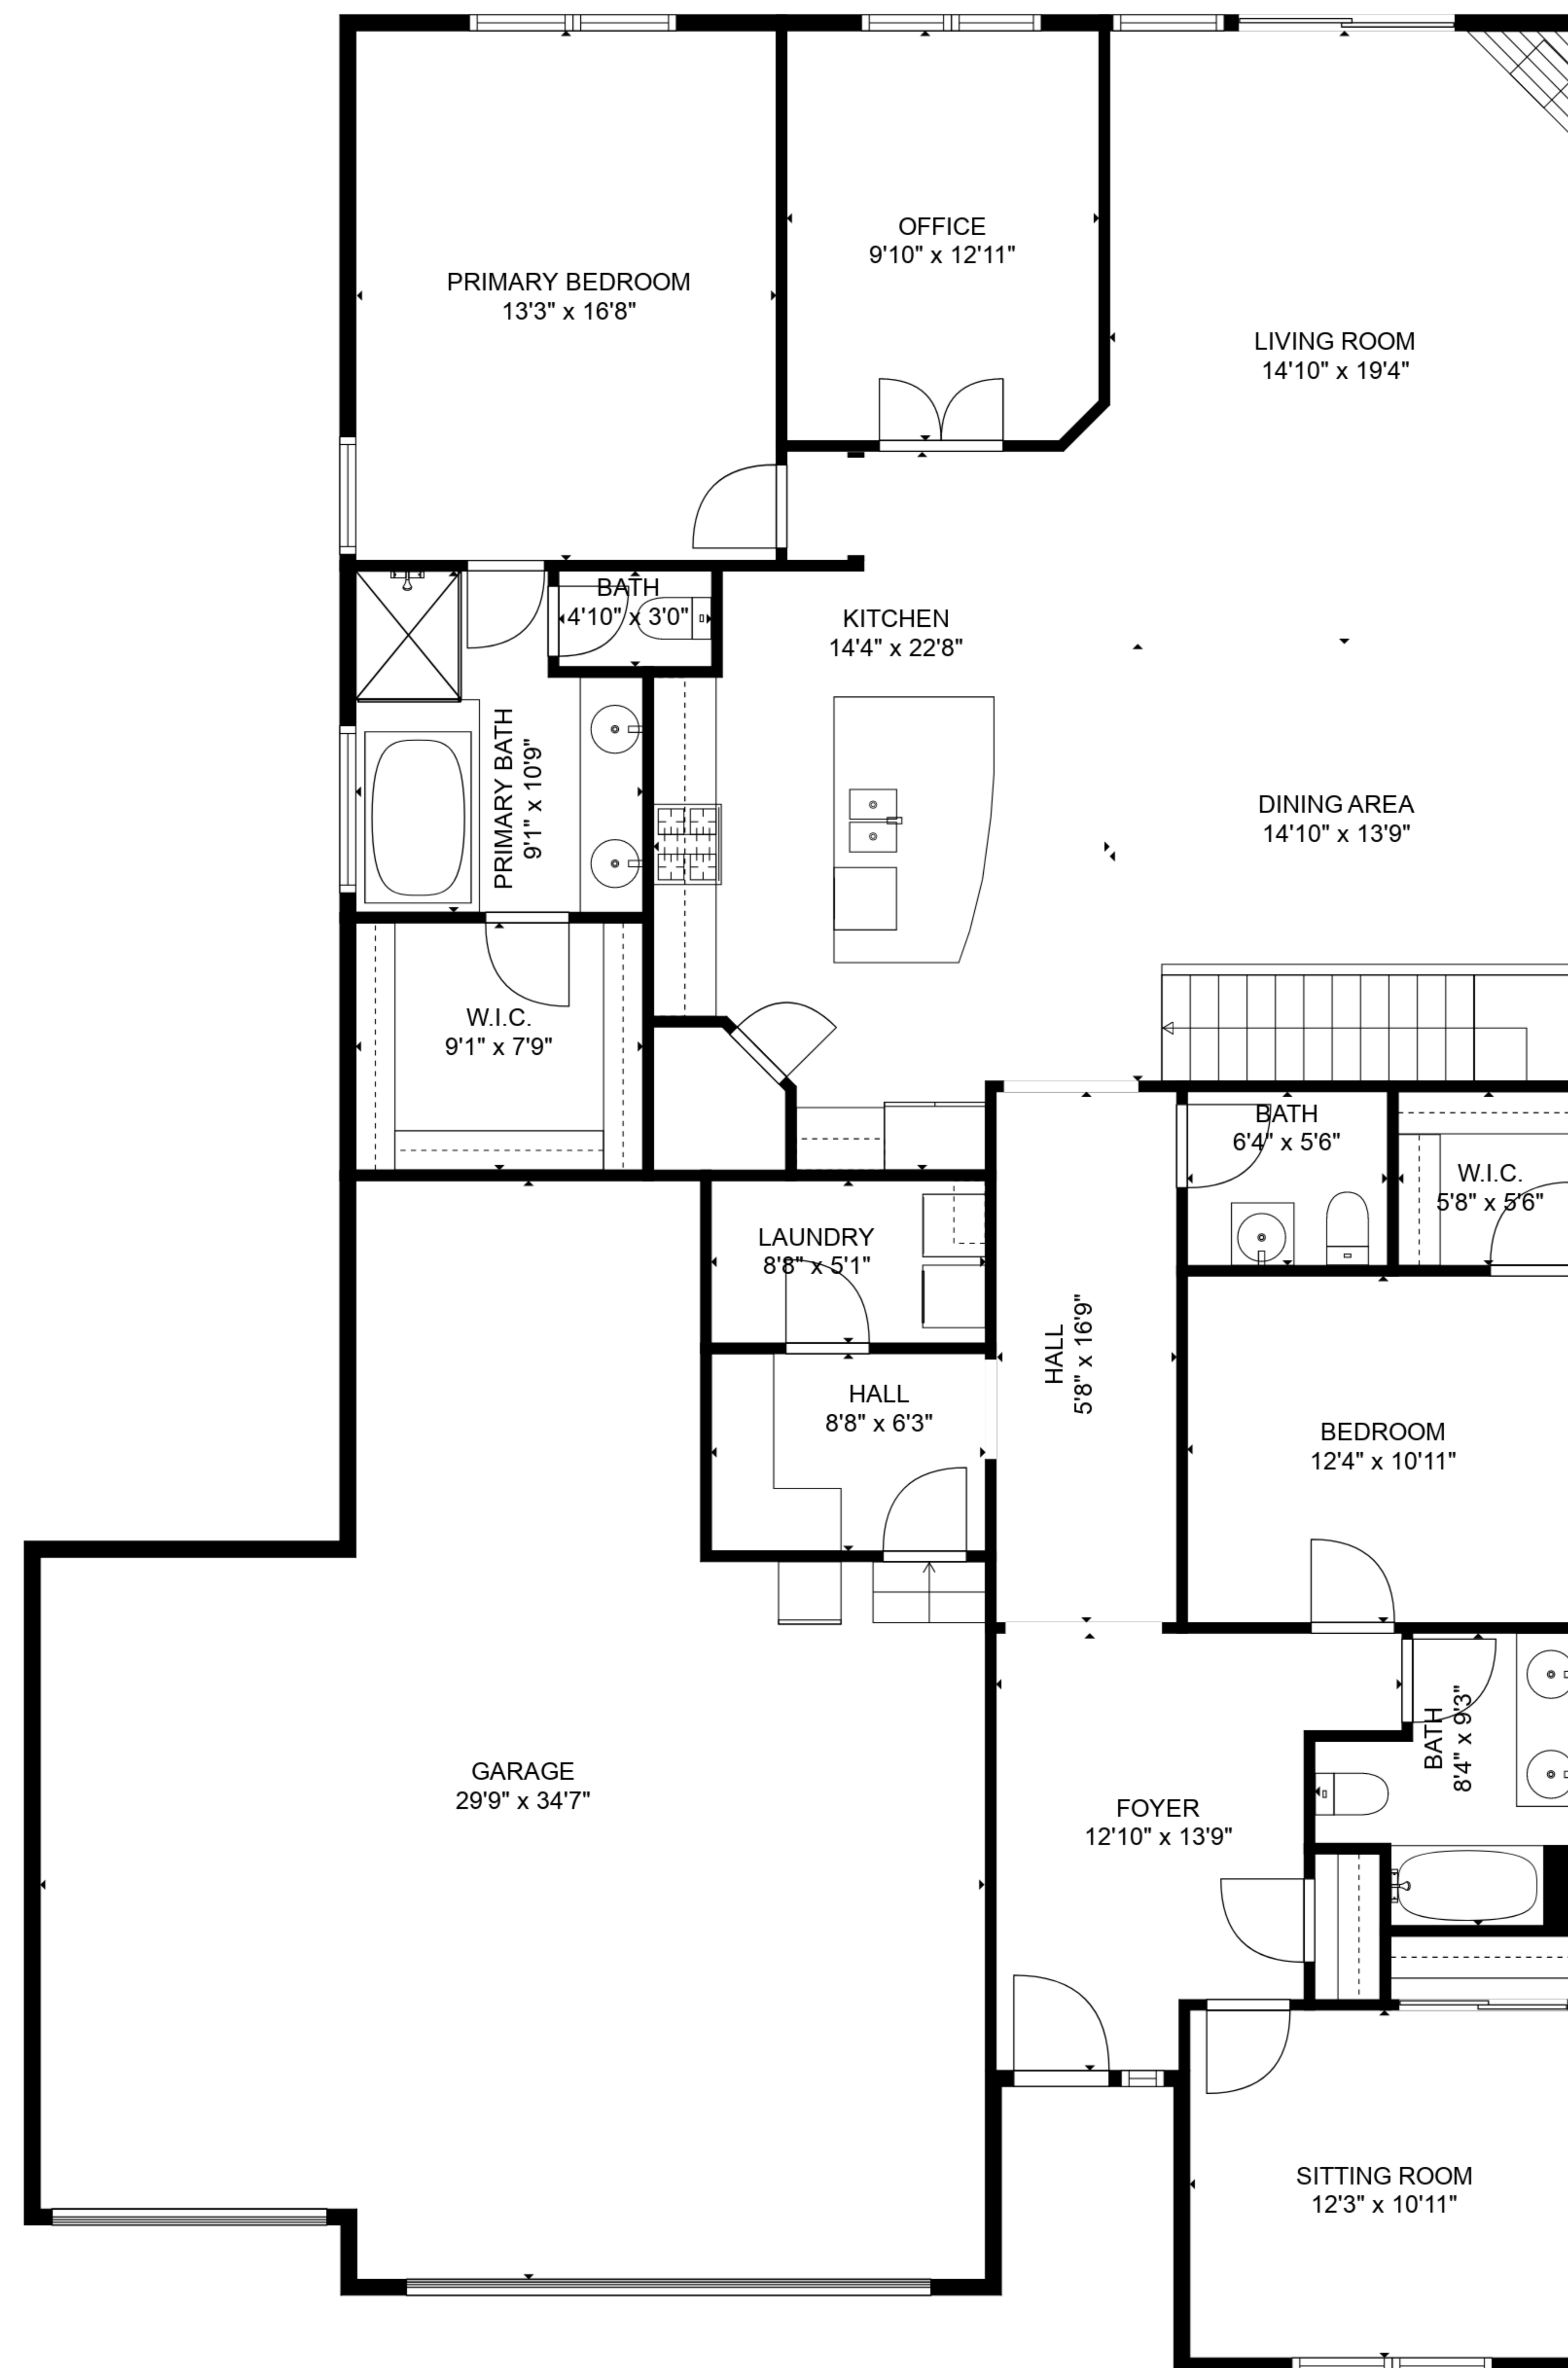 OFFICE
9'10" x 12'11"
PRIMARY BEDROOM
13'3" x 16'8"
LIVING ROOM
14'10" x 19'4"
BATH
4'10" x 3'0"
KITCHEN
14'4" x 22'8"
PRIMARY BATH
9'1" x 10'9"
DINING AREA
14'10" x 13'9"
W.I.C.
9'1" x 7'9"
BATH
6'4" x 5'6"
W.I.C.
5'8" x 5'6"
LAUNDRY
8'8" x 5'1"
HALL
5'8" x 16'9"
HALL
8'8" x 6'3"
BEDROOM
12'4" x 10'11"
BATH
8'4" x 9'3"
GARAGE
29'9" x 34'7"
FOYER
12'10" x 13'9"
SITTING ROOM
12'3" x 10'11"